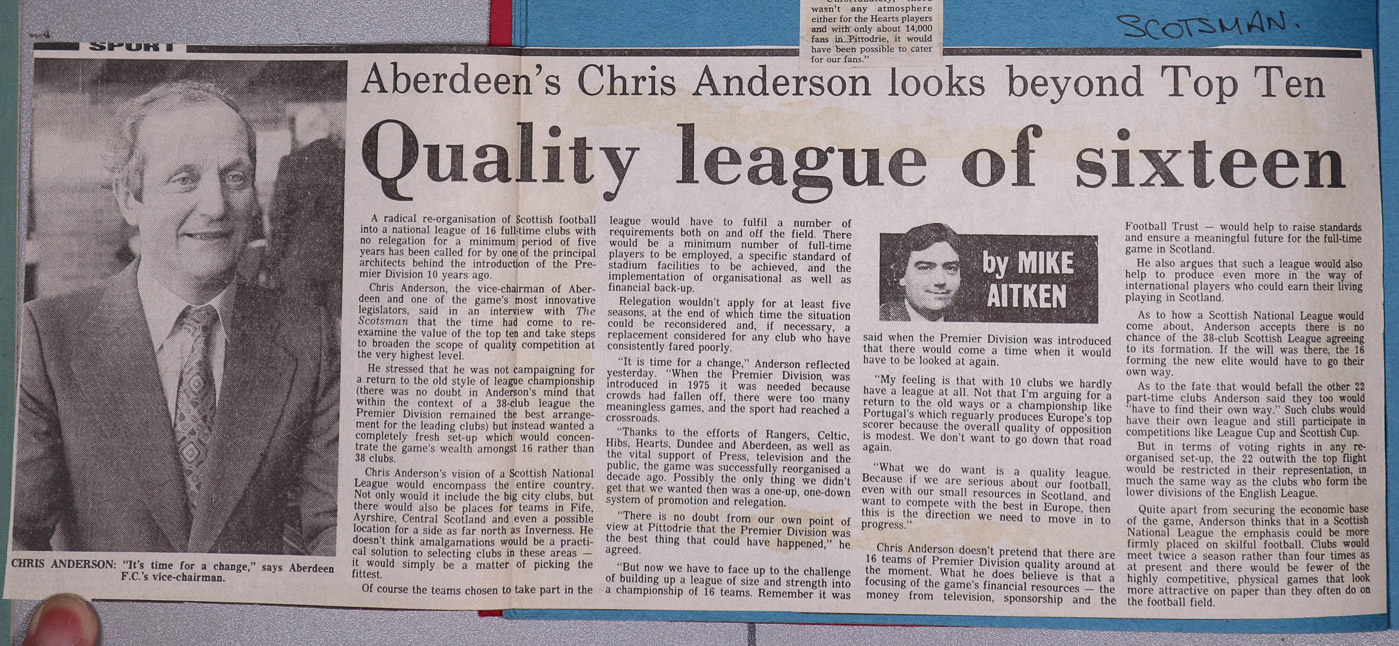 SPORT
SCOTSMAN.
wasn't any atmosphere
either for the Hearts players
and with only about 14,000
fans in Pittodrie, it would
have been possible to cater
for our fans."
Aberdeen's Chris Anderson looks beyond Top Ten
Quality league of sixteen
CHRIS ANDERSON: "It's time for a change," says Aberdeen
F.C.'s vice-chairman.
A radical re-organisation of Scottish football
into a national league of 16 full-time clubs with
no relegation for a minimum period of five
years has been called for by one of the principal
architects behind the introduction of the Pre-
mier Division 10 years ago.
Chris Anderson, the vice-chairman of Aber-
deen and one of the game's most innovative
legislators, said in an interview with The
Scotsman that the time had come to re-
examine the value of the top ten and take steps
to broaden the scope of quality competition at
the very highest level.
He stressed that he was not campaigning for
a return to the old style of league championship
(there was no doubt in Anderson's mind that
within the context of a 38-club league the
Premier Division remained the best arrange-
ment for the leading clubs) but instead wanted a
completely fresh set-up which would concen-
trate the game's wealth amongst 16 rather than
38 clubs.
Chris Anderson's vision of a Scottish National
League would encompass the entire country.
Not only would it include the big city clubs, but
there would also be places for teams in Fife,
Ayrshire, Central Scotland and even a possible
location for a side as far north as Inverness. He
doesn't think amalgamations would be a practi-
cal solution to selecting clubs in these areas —
it would simply be a matter of picking the
fittest.
Of course the teams chosen to take part in the
league would have to fulfil a number of
requirements both on and off the field. There
would be a minimum number of full-time
players to be employed, a specific standard of
stadium facilities to be achieved, and the
implementation of organisational as well as
financial back-up.
Relegation wouldn't apply for at least five
seasons, at the end of which time the situation
could be reconsidered and, if necessary, a
replacement considered for any club who have
consistently fared poorly.
"It is time for a change," Anderson reflected
yesterday. "When the Premier Division was
introduced in 1975 it was needed because
crowds had fallen off, there were too many
meaningless games, and the sport had reached a
crossroads.
"Thanks to the efforts of Rangers, Celtic,
Hibs, Hearts, Dundee and Aberdeen, as well as
the vital support of Press, television and the
public, the game was successfully reorganised a
decade ago. Possibly the only thing we didn't
get that we wanted then was a one-up, one-down
system of promotion and relegation.
"There is no doubt from our own point of
view at Pittodrie that the Premier Division was
the best thing that could have happened," he
agreed.
"But now we have to face up to the challenge
of building up a league of size and strength into
a championship of 16 teams. Remember it was
by MIKE
AITKEN
said when the Premier Division was introduced
that there would come a time when it would
have to be looked at again.
"My feeling is that with 10 clubs we hardly
have a league at all. Not that I'm arguing for a
return to the old ways or a championship like
Portugal's which reguarly produces Europe's top
scorer because the overall quality of opposition
is modest. We don't want to go down that road
again.
"What we do want is a quality league.
Because if we are serious about our football,
even with our small resources in Scotland, and
want to compete with the best in Europe, then
this is the direction we need to move in to
progress."
Chris Anderson doesn't pretend that there are
16 teams of Premier Division quality around at
the moment. What he does believe is that a
focusing of the game's financial resources — the
money from television, sponsorship and the
Football Trust — would help to raise standards
and ensure a meaningful future for the full-time
game in Scotland.
He also argues that such a league would also
help to produce even more in the way of
international players who could earn their living
playing in Scotland.
As to how a Scottish National League would
come about, Anderson accepts there is no
chance of the 38-club Scottish League agreeing
to its formation. If the will was there, the 16
forming the new elite would have to go their
own way.
As to the fate that would befall the other 22
part-time clubs Anderson said they too would
"have to find their own way." Such clubs would
have their own league and still participate in
competitions like League Cup and Scottish Cup.
But in terms of voting rights in any re-
organised set-up, the 22 outwith the top flight
would be restricted in their representation, in
much the same way as the clubs who form the
lower divisions of the English League.
Quite apart from securing the economic base
of the game, Anderson thinks that in a Scottish
National League the emphasis could be more
firmly placed on skilful football. Clubs would
meet twice a season rather than four times as
at present and there would be fewer of the
highly competitive, physical games that look
more attractive on paper than they often do on
the football field.